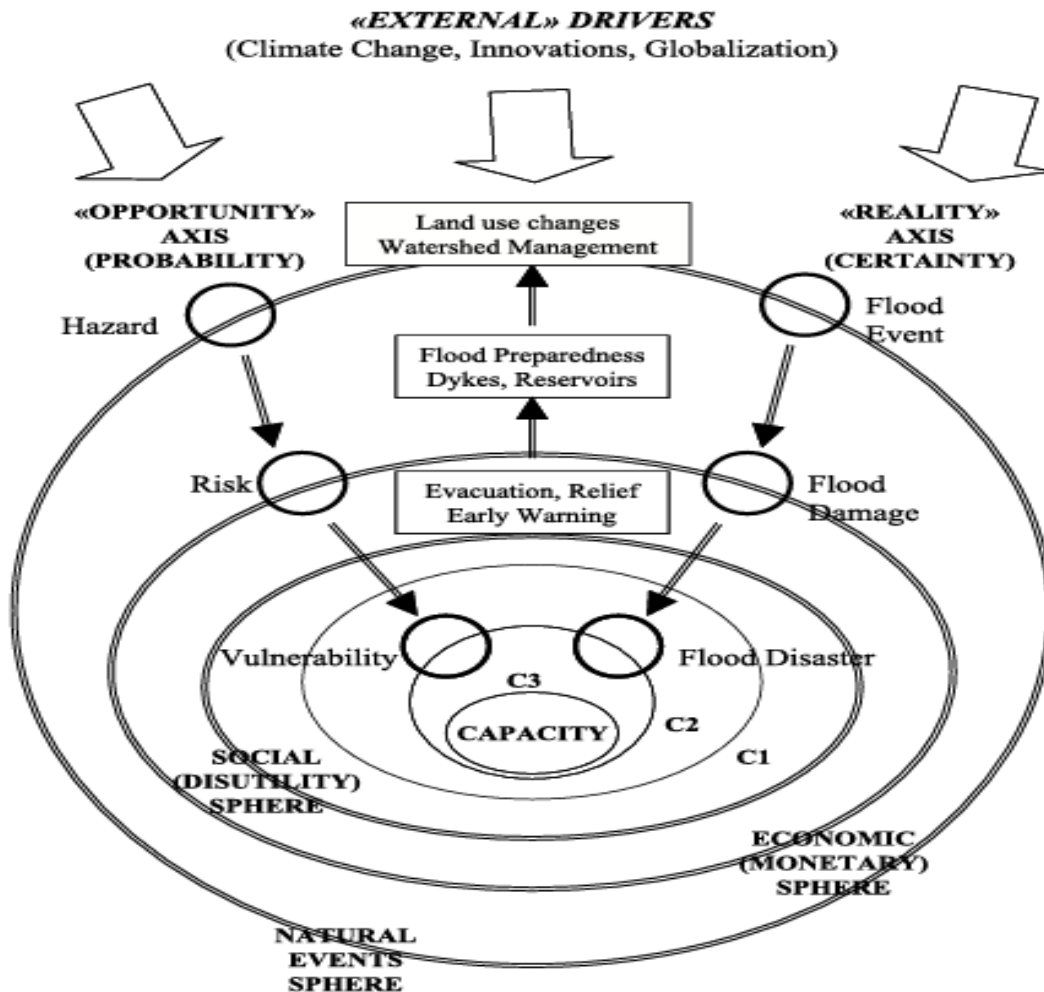 «EXTERNAL» DRIVERS
(Climate Change, Innovations, Globalization)
«OPPORTUNITY»
AXIS
(PROBABILITY)
Land use changes
Watershed Management
«REALITY»
AXIS
(CERTAINTY)
Hazard
Flood
Event
Flood Preparedness
Dykes, Reservoirs
Risk
Evacuation, Relief
Early Warning
Flood
Damage
Vulnerability
Flood Disaster
C3
CAPACITY
C2
C1
SOCIAL
(DISUTILITY)
SPHERE
ECONOMIC
(MONETARY)
SPHERE
NATURAL
EVENTS
SPHERE